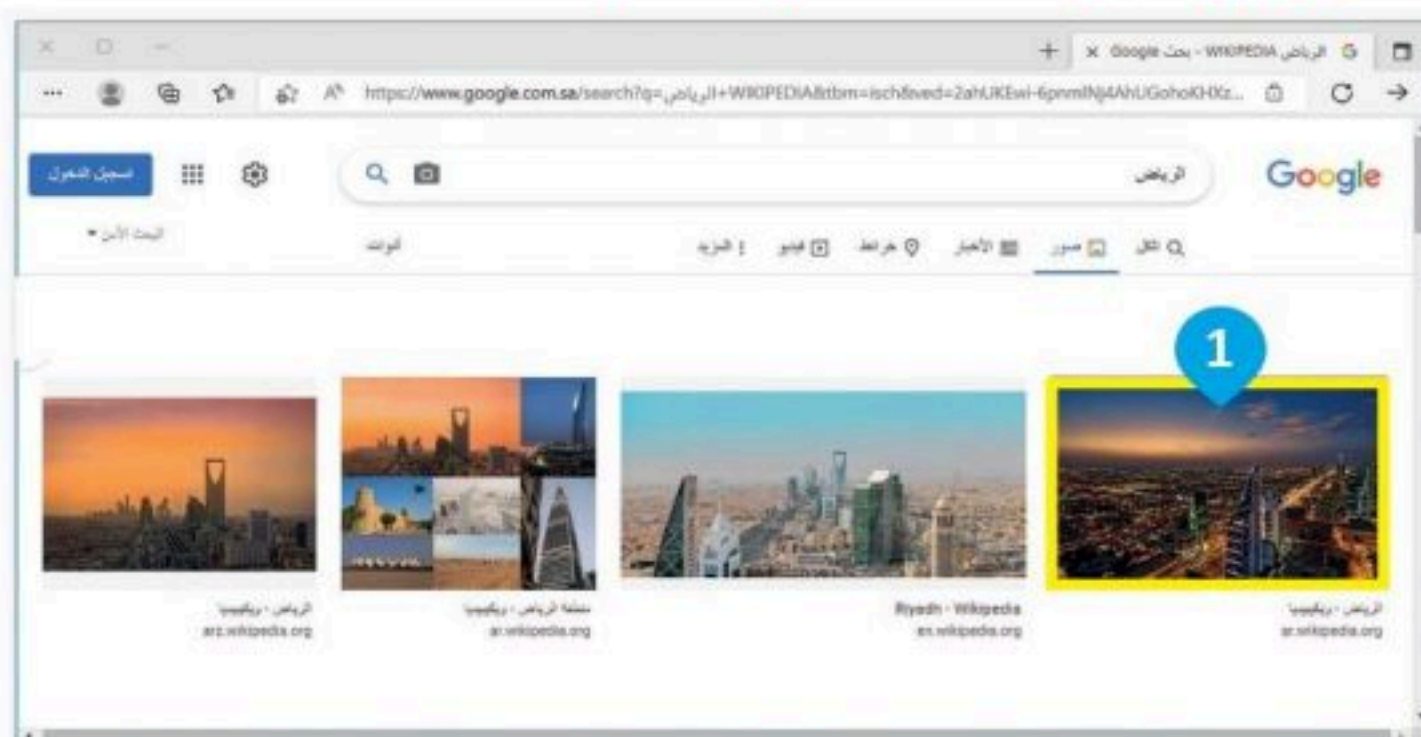 الرياض WIKIPEDIA - بحث Google
https://www.google.com.sa/search?q=الرياض+WIKIPEDIA&tbm=isch&ved=2ahUKEwi-6pnmlNj4AhUGohoKHXz...
Google
الرياض
تسجيل الدخول
الكل صور الأخبار خرائط فيديو المزيد أدوات
البحث الآمن
1
الرياض - ويكيبيديا
ar.wikipedia.org
Riyadh - Wikipedia
en.wikipedia.org
منطقة الرياض - ويكيبيديا
ar.wikipedia.org
الرياض - ويكيبيديا
arz.wikipedia.org